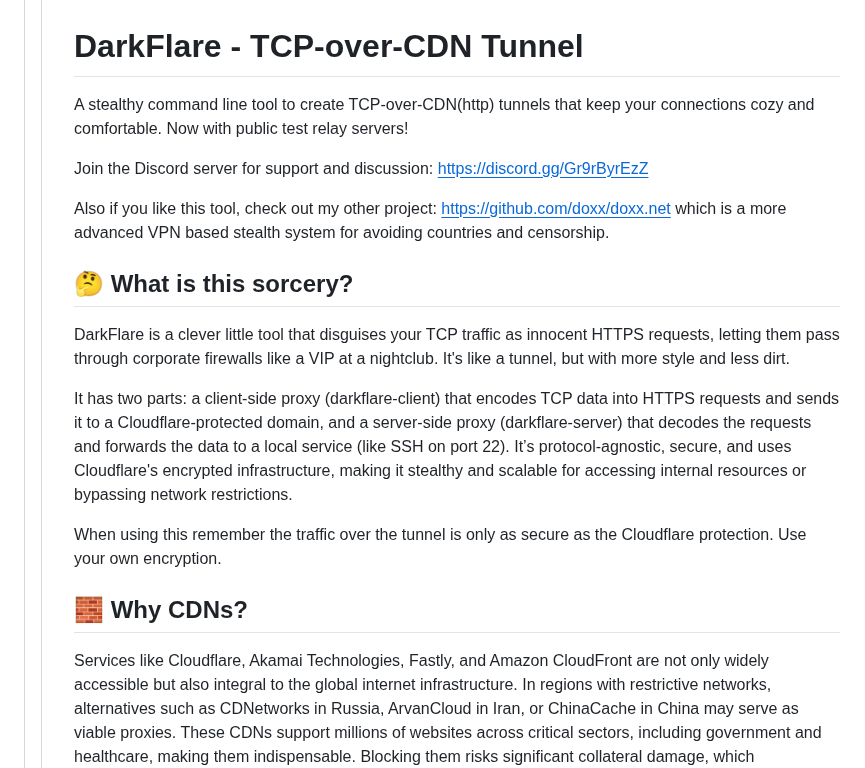 DarkFlare - TCP-over-CDN Tunnel
A stealthy command line tool to create TCP-over-CDN(http) tunnels that keep your connections cozy and
comfortable. Now with public test relay servers!
Join the Discord server for support and discussion: https://discord.gg/Gr9rByrEzZ
Also if you like this tool, check out my other project: https://github.com/doxx/doxx.net which is a more
advanced VPN based stealth system for avoiding countries and censorship.
🤔 What is this sorcery?
DarkFlare is a clever little tool that disguises your TCP traffic as innocent HTTPS requests, letting them pass
through corporate firewalls like a VIP at a nightclub. It's like a tunnel, but with more style and less dirt.
It has two parts: a client-side proxy (darkflare-client) that encodes TCP data into HTTPS requests and sends
it to a Cloudflare-protected domain, and a server-side proxy (darkflare-server) that decodes the requests
and forwards the data to a local service (like SSH on port 22). It’s protocol-agnostic, secure, and uses
Cloudflare's encrypted infrastructure, making it stealthy and scalable for accessing internal resources or
bypassing network restrictions.
When using this remember the traffic over the tunnel is only as secure as the Cloudflare protection. Use
your own encryption.
🧱 Why CDNs?
Services like Cloudflare, Akamai Technologies, Fastly, and Amazon CloudFront are not only widely
accessible but also integral to the global internet infrastructure. In regions with restrictive networks,
alternatives such as CDNetworks in Russia, ArvanCloud in Iran, or ChinaCache in China may serve as
viable proxies. These CDNs support millions of websites across critical sectors, including government and
healthcare, making them indispensable. Blocking them risks significant collateral damage, which